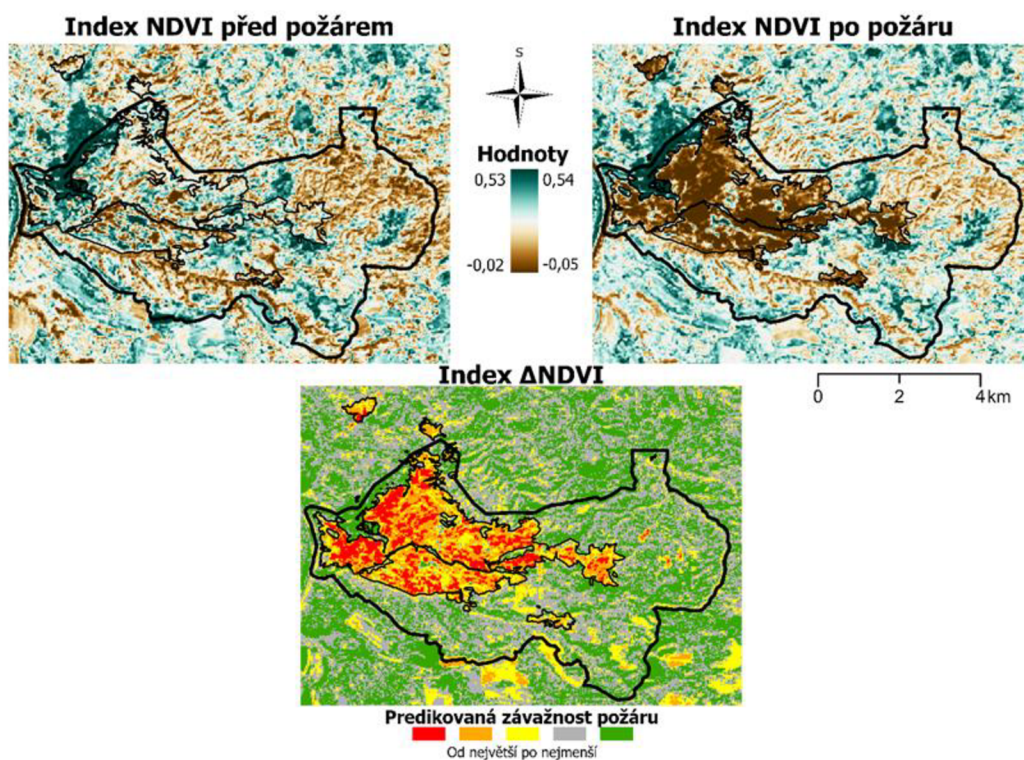 Index NDVI před požárem
Index NDVI po požáru
S
Hodnoty
0,53 0,54
-0,02 -0,05
Index ΔNDVI
0 2 4 km
Predikovaná závažnost požáru
Od největší po nejmenší